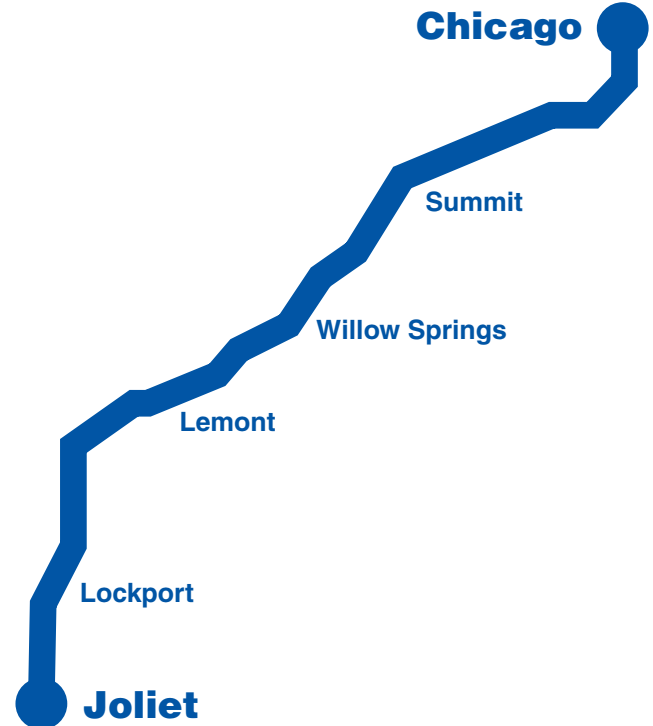 Chicago
Summit
Willow Springs
Lemont
Lockport
Joliet